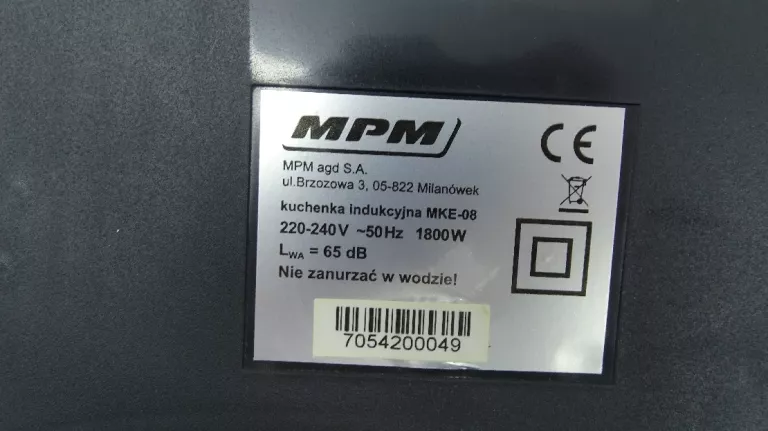 MPM
MPM agd S.A.
ul.Brzozowa 3, 05-822 Milanówek
kuchenka indukcyjna MKE-08
220-240V ~50Hz 1800W
LWA = 65 dB
Nie zanurzać w wodzie!
CE
7054200049